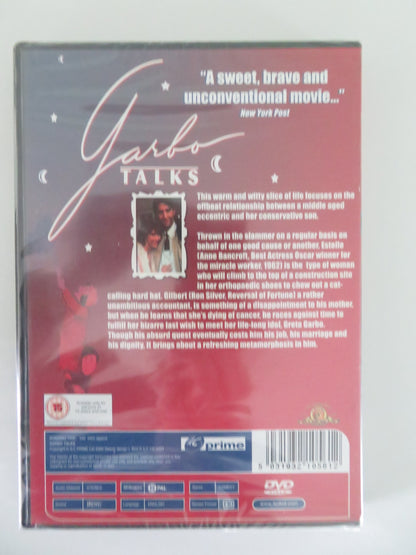 "A sweet, brave and
unconventional movie..."
New York Post
Garbo
TALKS
This warm and witty slice of life focuses on the
offbeat relationship between a middle aged
eccentric and her conservative son.
Thrown in the slammer on a regular basis on
behalf of one good cause or another, Estelle
(Anne Bancroft, Best Actress Oscar winner for
the miracle worker, 1962) is the type of woman
who will climb to the top of a construction site
in her orthopaedic shoes to chew out a cat-
calling hard hat. Gilbert (Ron Silver, Reversal of Fortune) a rather
unambitious accountant, is something of a disappointment to his mother,
but when he learns that she's dying of cancer, he races against time to
fulfill her bizarre last wish to meet her life-long idol, Greta Garbo.
Though his absurd quest eventually costs him his job, his marriage and
his dignity, it brings about a refreshing metamorphosis in him.
15
prime
PAL
ENGLISH
DVD
VIDEO
5 031932 105812